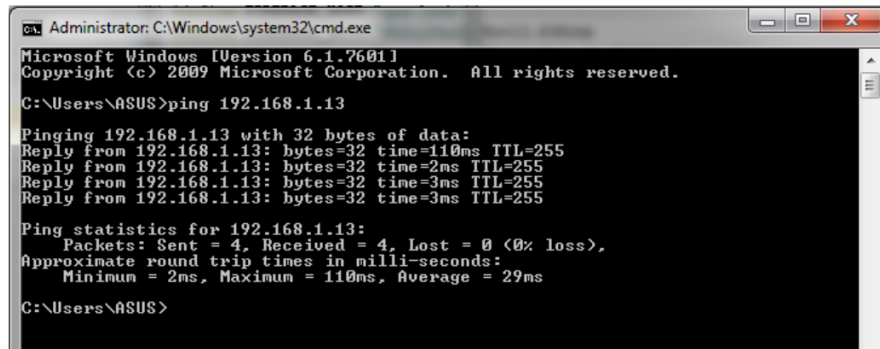 Administrator: C:\Windows\system32\cmd.exe
Microsoft Windows [Version 6.1.7601]
Copyright (c) 2009 Microsoft Corporation.  All rights reserved.
C:\Users\ASUS>ping 192.168.1.13
Pinging 192.168.1.13 with 32 bytes of data:
Reply from 192.168.1.13: bytes=32 time=110ms TTL=255
Reply from 192.168.1.13: bytes=32 time=2ms TTL=255
Reply from 192.168.1.13: bytes=32 time=3ms TTL=255
Reply from 192.168.1.13: bytes=32 time=3ms TTL=255
Ping statistics for 192.168.1.13:
    Packets: Sent = 4, Received = 4, Lost = 0 (0% loss),
Approximate round trip times in milli-seconds:
    Minimum = 2ms, Maximum = 110ms, Average = 29ms
C:\Users\ASUS>